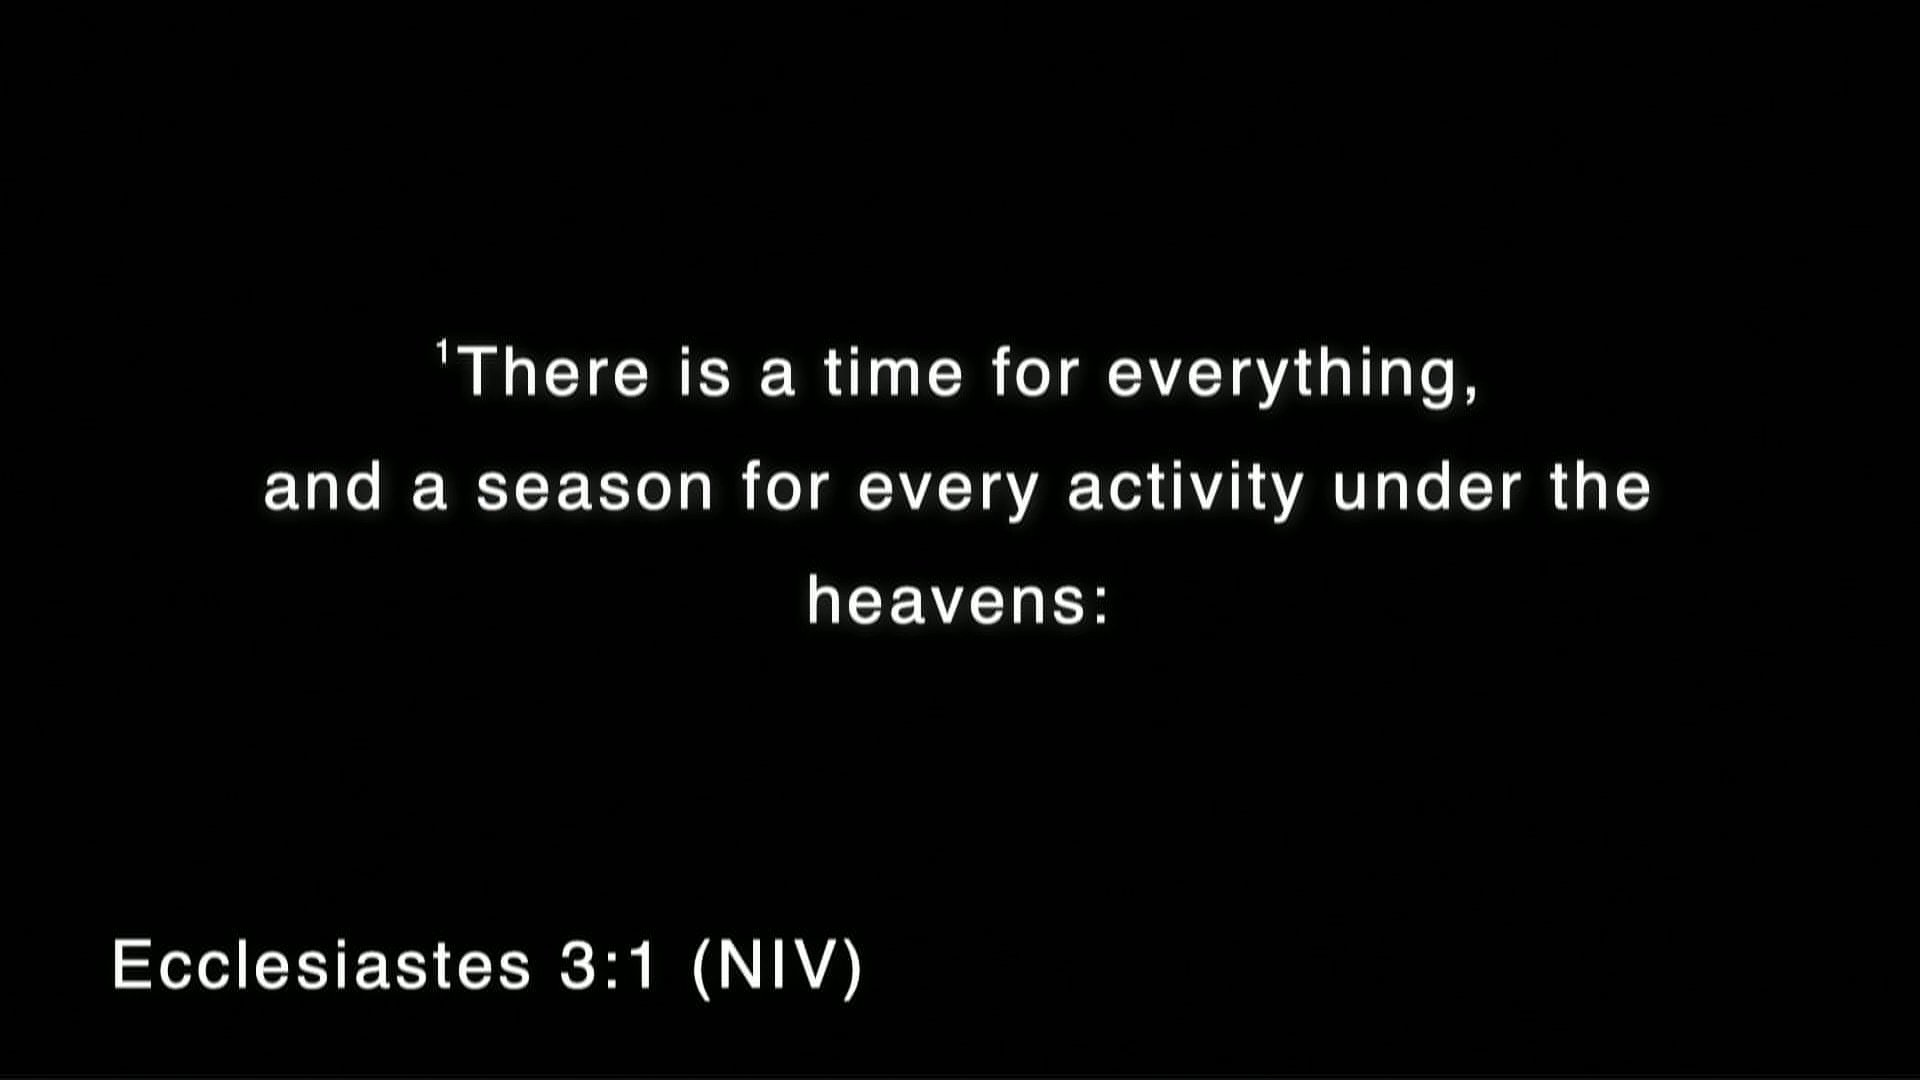 ¹There is a time for everything,
and a season for every activity under the
heavens:
Ecclesiastes 3:1 (NIV)